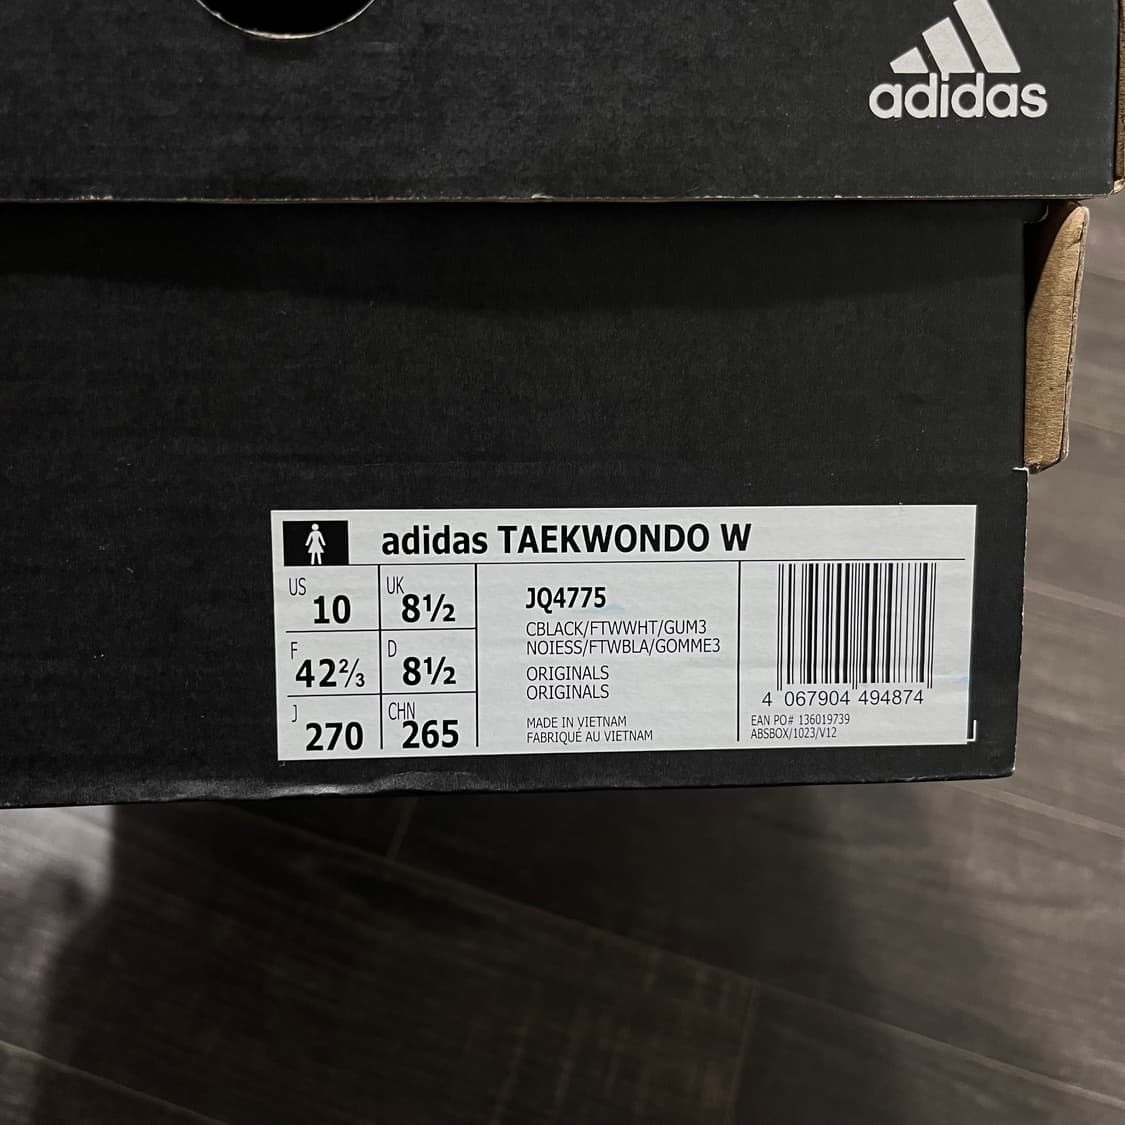 adidas
adidas TAEKWONDO W
US 10
UK 8½
F 42⅔
D 8½
J 270
CHN 265
JQ4775
CBLACK/FTWWHT/GUM3
NOIESS/FTWBLA/GOMME3
ORIGINALS
ORIGINALS
MADE IN VIETNAM
FABRIQUÉ AU VIETNAM
4 067904 494874
EAN PO# 136019739
ABSBOX/1023/V12